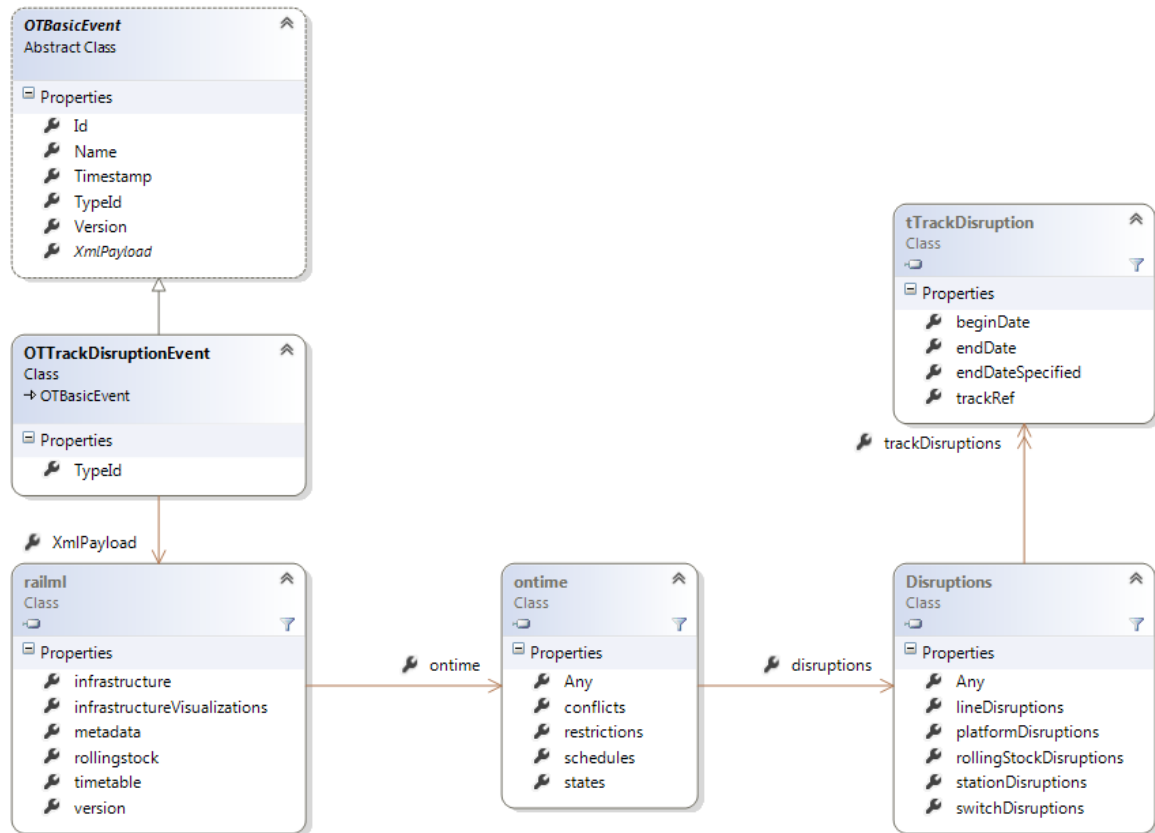 OTBasicEvent
Abstract Class
Properties
Id
Name
Timestamp
TypeId
Version
XmlPayload
OTTrackDisruptionEvent
Class
OTBasicEvent
Properties
TypeId
XmlPayload
railml
Class
Properties
infrastructure
infrastructureVisualizations
metadata
rollingstock
timetable
version
ontime
ontime
Class
Properties
Any
conflicts
restrictions
schedules
states
disruptions
Disruptions
Class
Properties
Any
lineDisruptions
platformDisruptions
rollingStockDisruptions
stationDisruptions
switchDisruptions
trackDisruptions
tTrackDisruption
Class
Properties
beginDate
endDate
endDateSpecified
trackRef